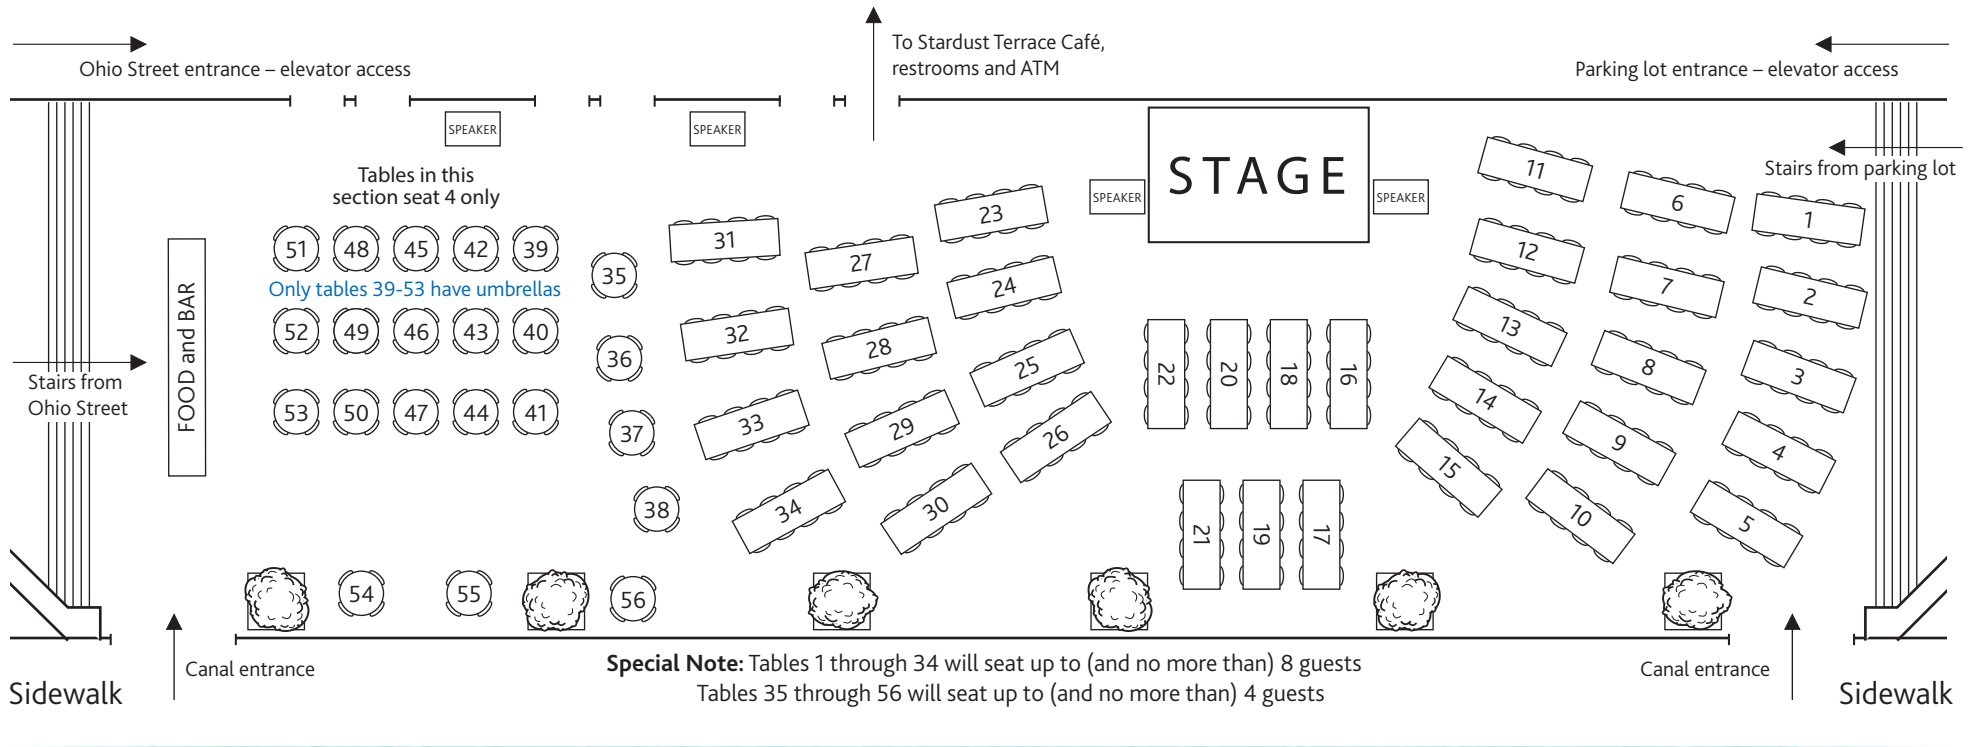 Ohio Street entrance – elevator access
To Stardust Terrace Café,
restrooms and ATM
Parking lot entrance – elevator access
SPEAKER
SPEAKER
STAGE
SPEAKER
SPEAKER
Stairs from parking lot
Tables in this
section seat 4 only
51 48 45 42 39
Only tables 39-53 have umbrellas
52 49 46 43 40
53 50 47 44 41
FOOD and BAR
Stairs from
Ohio Street
35
36
37
38
31
32
33
34
27
28
29
30
23
24
25
26
22 20 18 16
21 19 17
11
12
13
14
15
6
7
8
9
10
1
2
3
4
5
54 55 56
Canal entrance
Sidewalk
Special Note: Tables 1 through 34 will seat up to (and no more than) 8 guests
Tables 35 through 56 will seat up to (and no more than) 4 guests
Canal entrance
Sidewalk